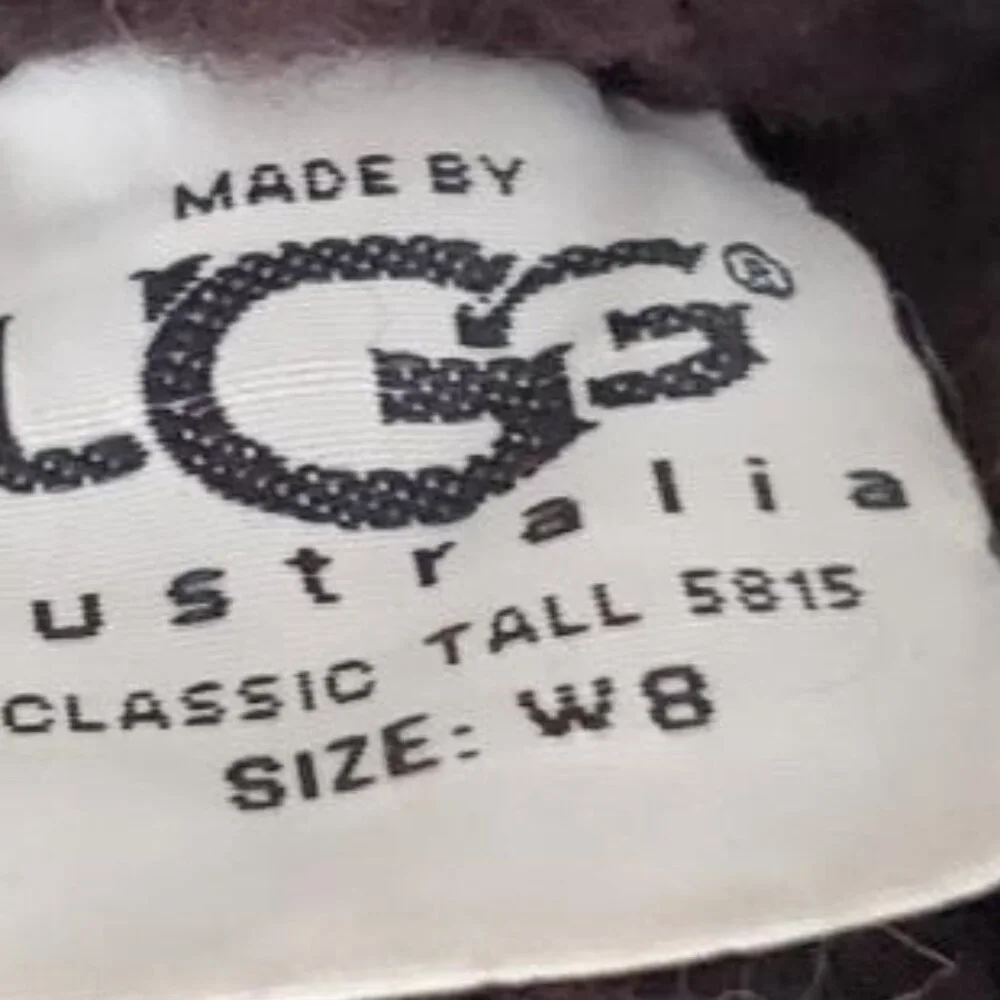 MADE BY
UGG®
ustralia
CLASSIC TALL 5815
SIZE: W8